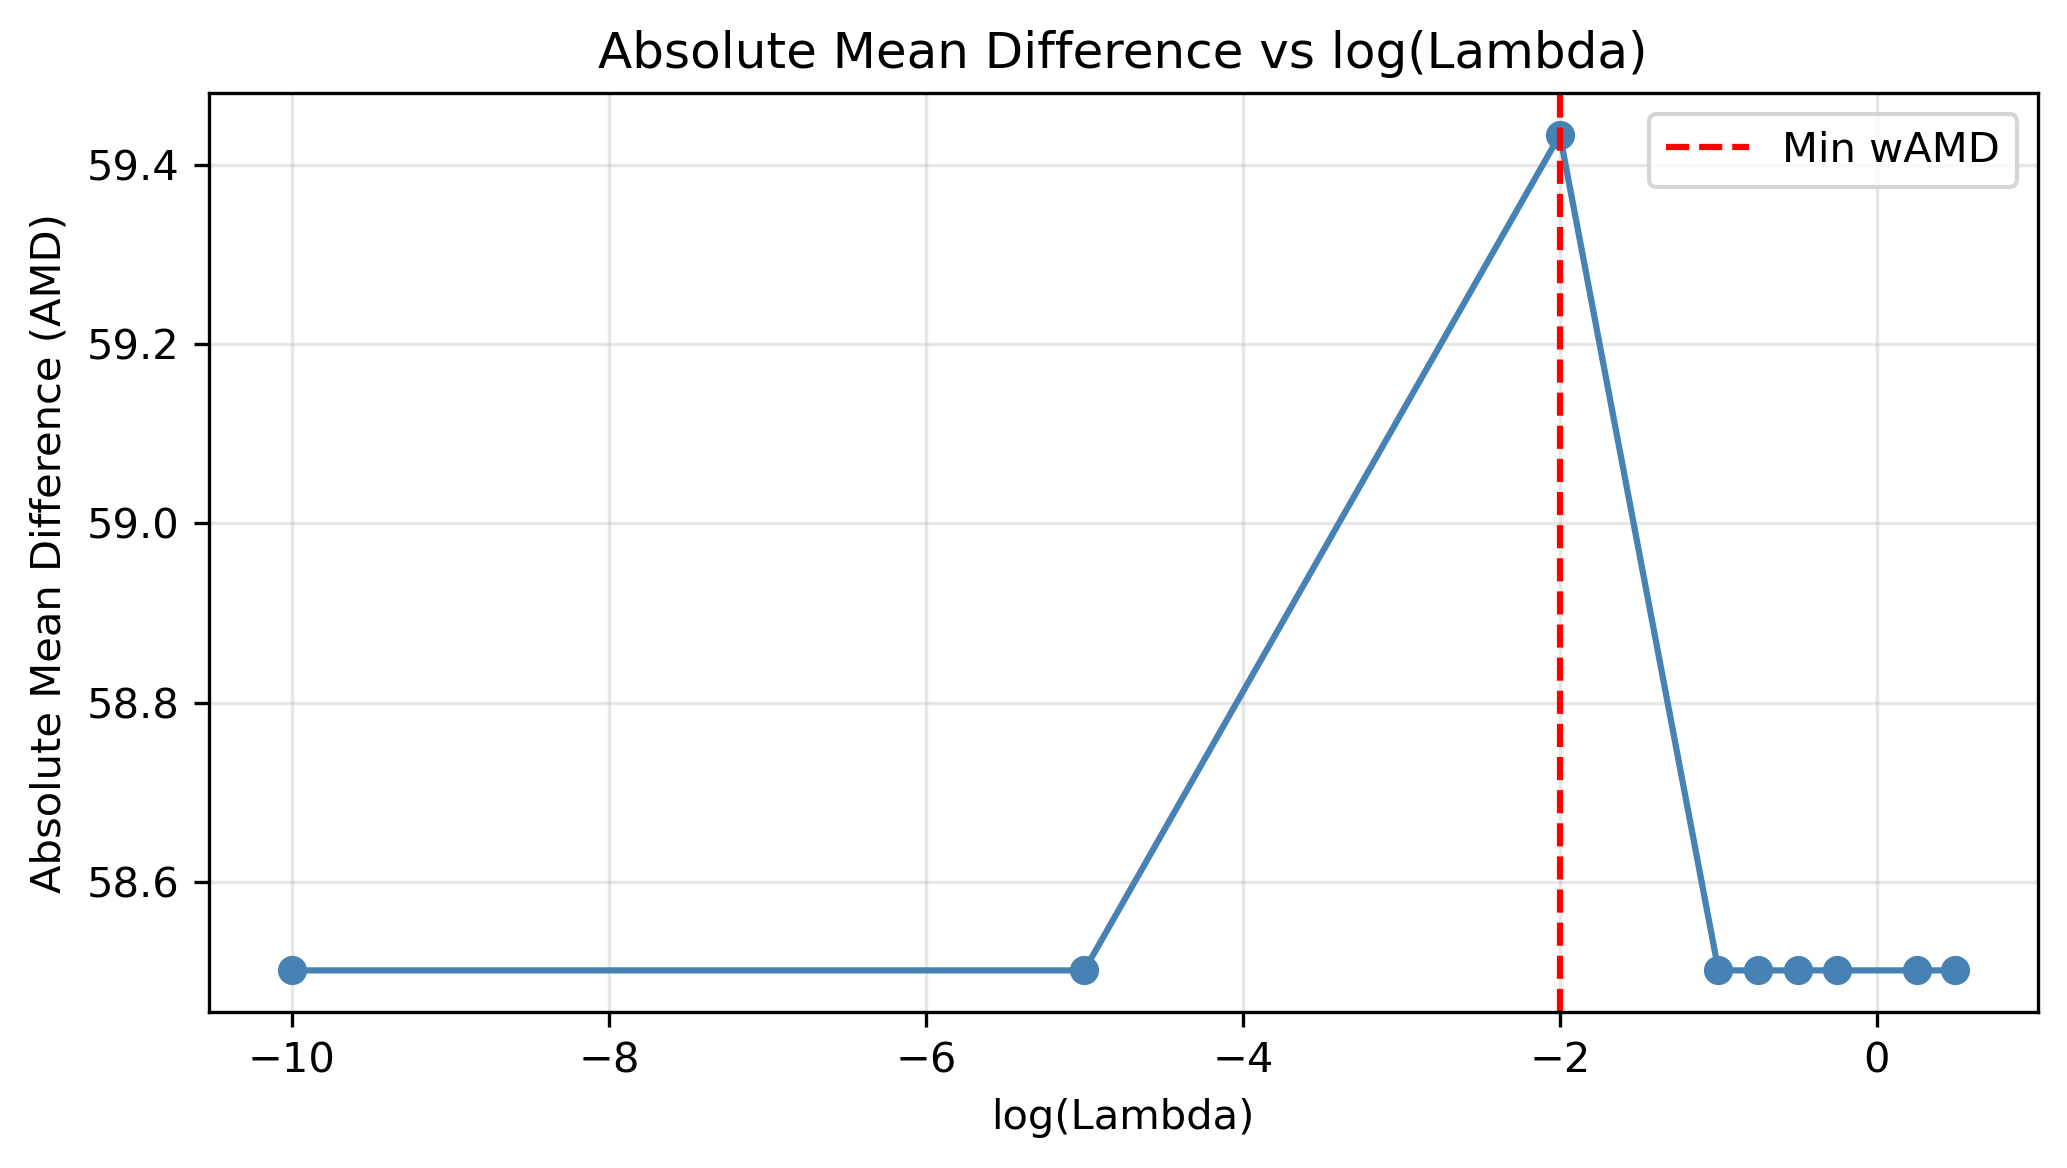 Absolute Mean Difference vs log(Lambda)
Min wAMD
Absolute Mean Difference (AMD)
59.4
59.2
59.0
58.8
58.6
−10 −8 −6 −4 −2 0
log(Lambda)